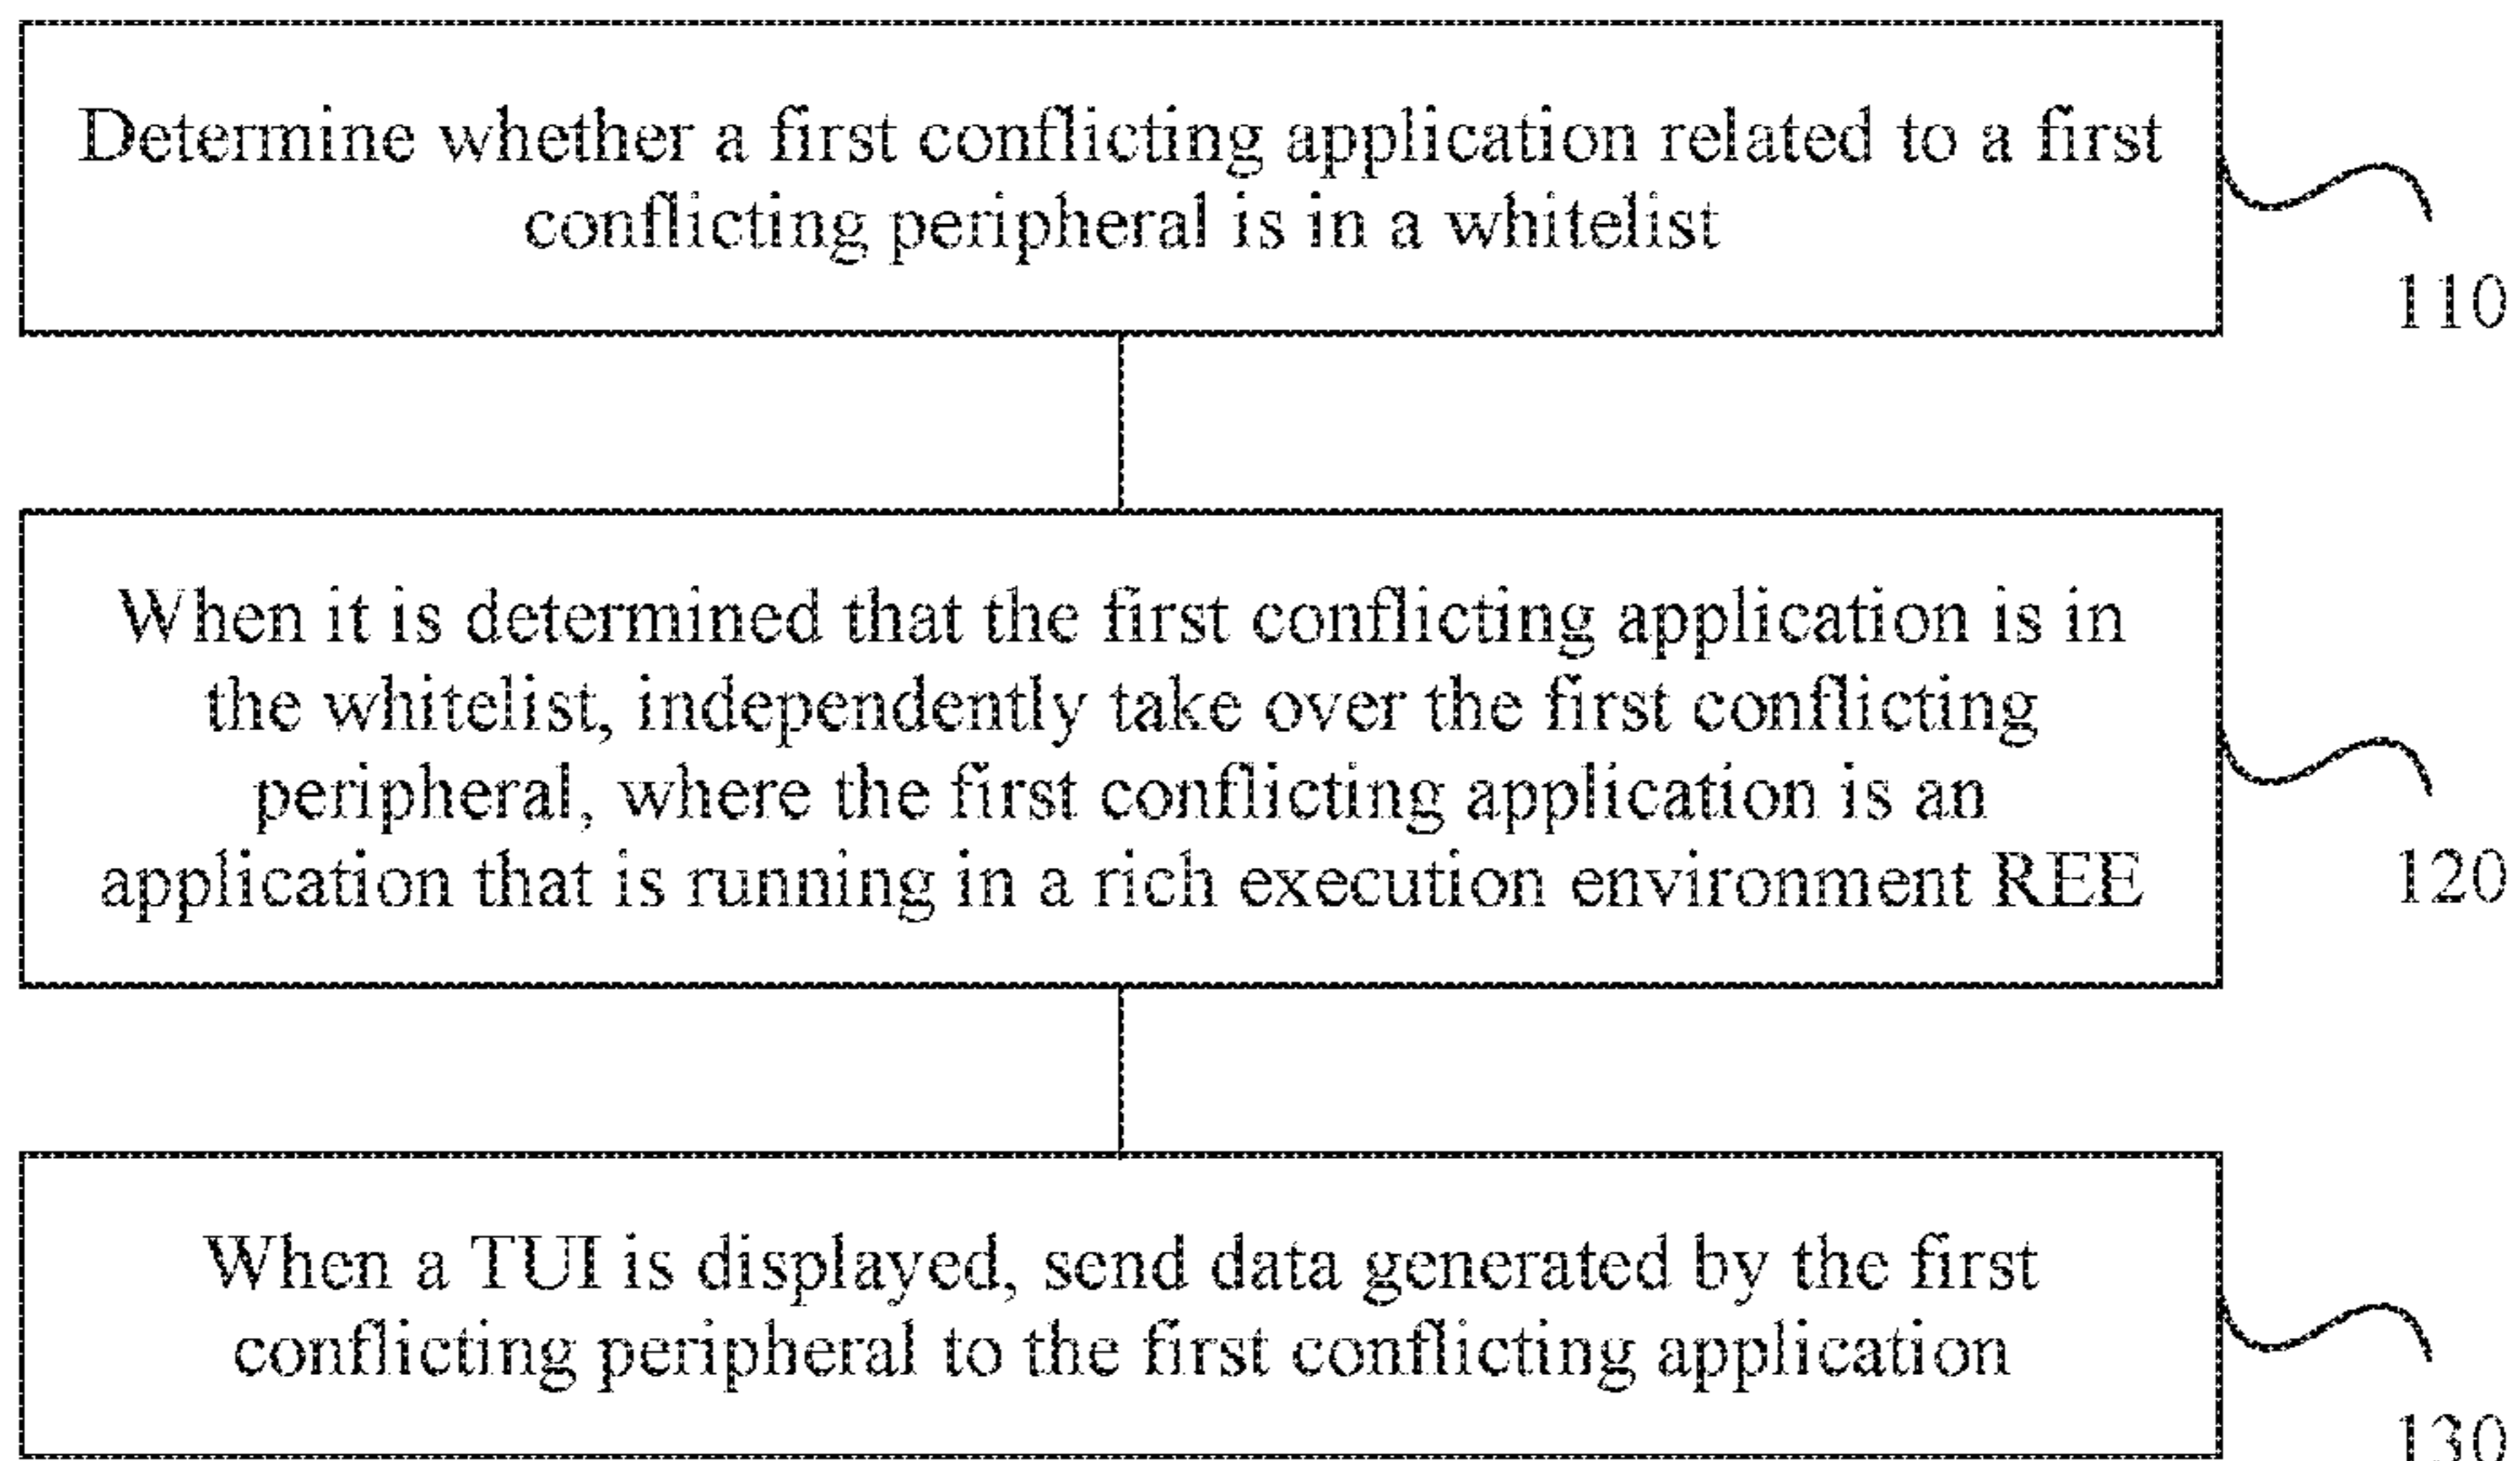 Determine whether a first conflicting application related to a first
conflicting peripheral is in a whitelist
110
When it is determined that the first conflicting application is in
the whitelist, independently take over the first conflicting
peripheral, where the first conflicting application is an
application that is running in a rich execution environment REE
120
When a TUI is displayed, send data generated by the first
conflicting peripheral to the first conflicting application
130